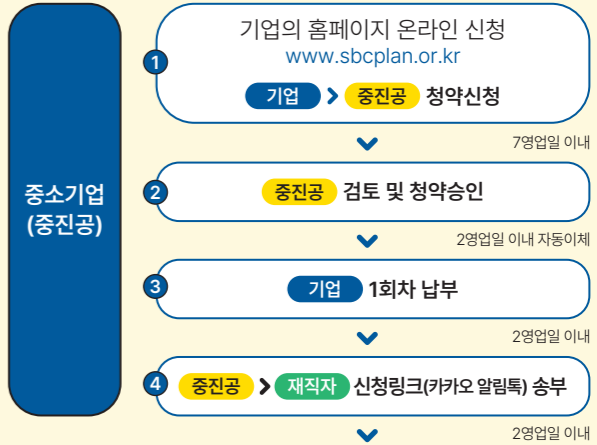 중소기업
(중진공)
1
기업의 홈페이지 온라인 신청
www.sbcplan.or.kr
기업 > 중진공 청약신청
7영업일 이내
2
중진공 검토 및 청약승인
2영업일 이내 자동이체
3
기업 1회차 납부
2영업일 이내
4
중진공 > 재직자 신청링크(카카오 알림톡) 송부
2영업일 이내